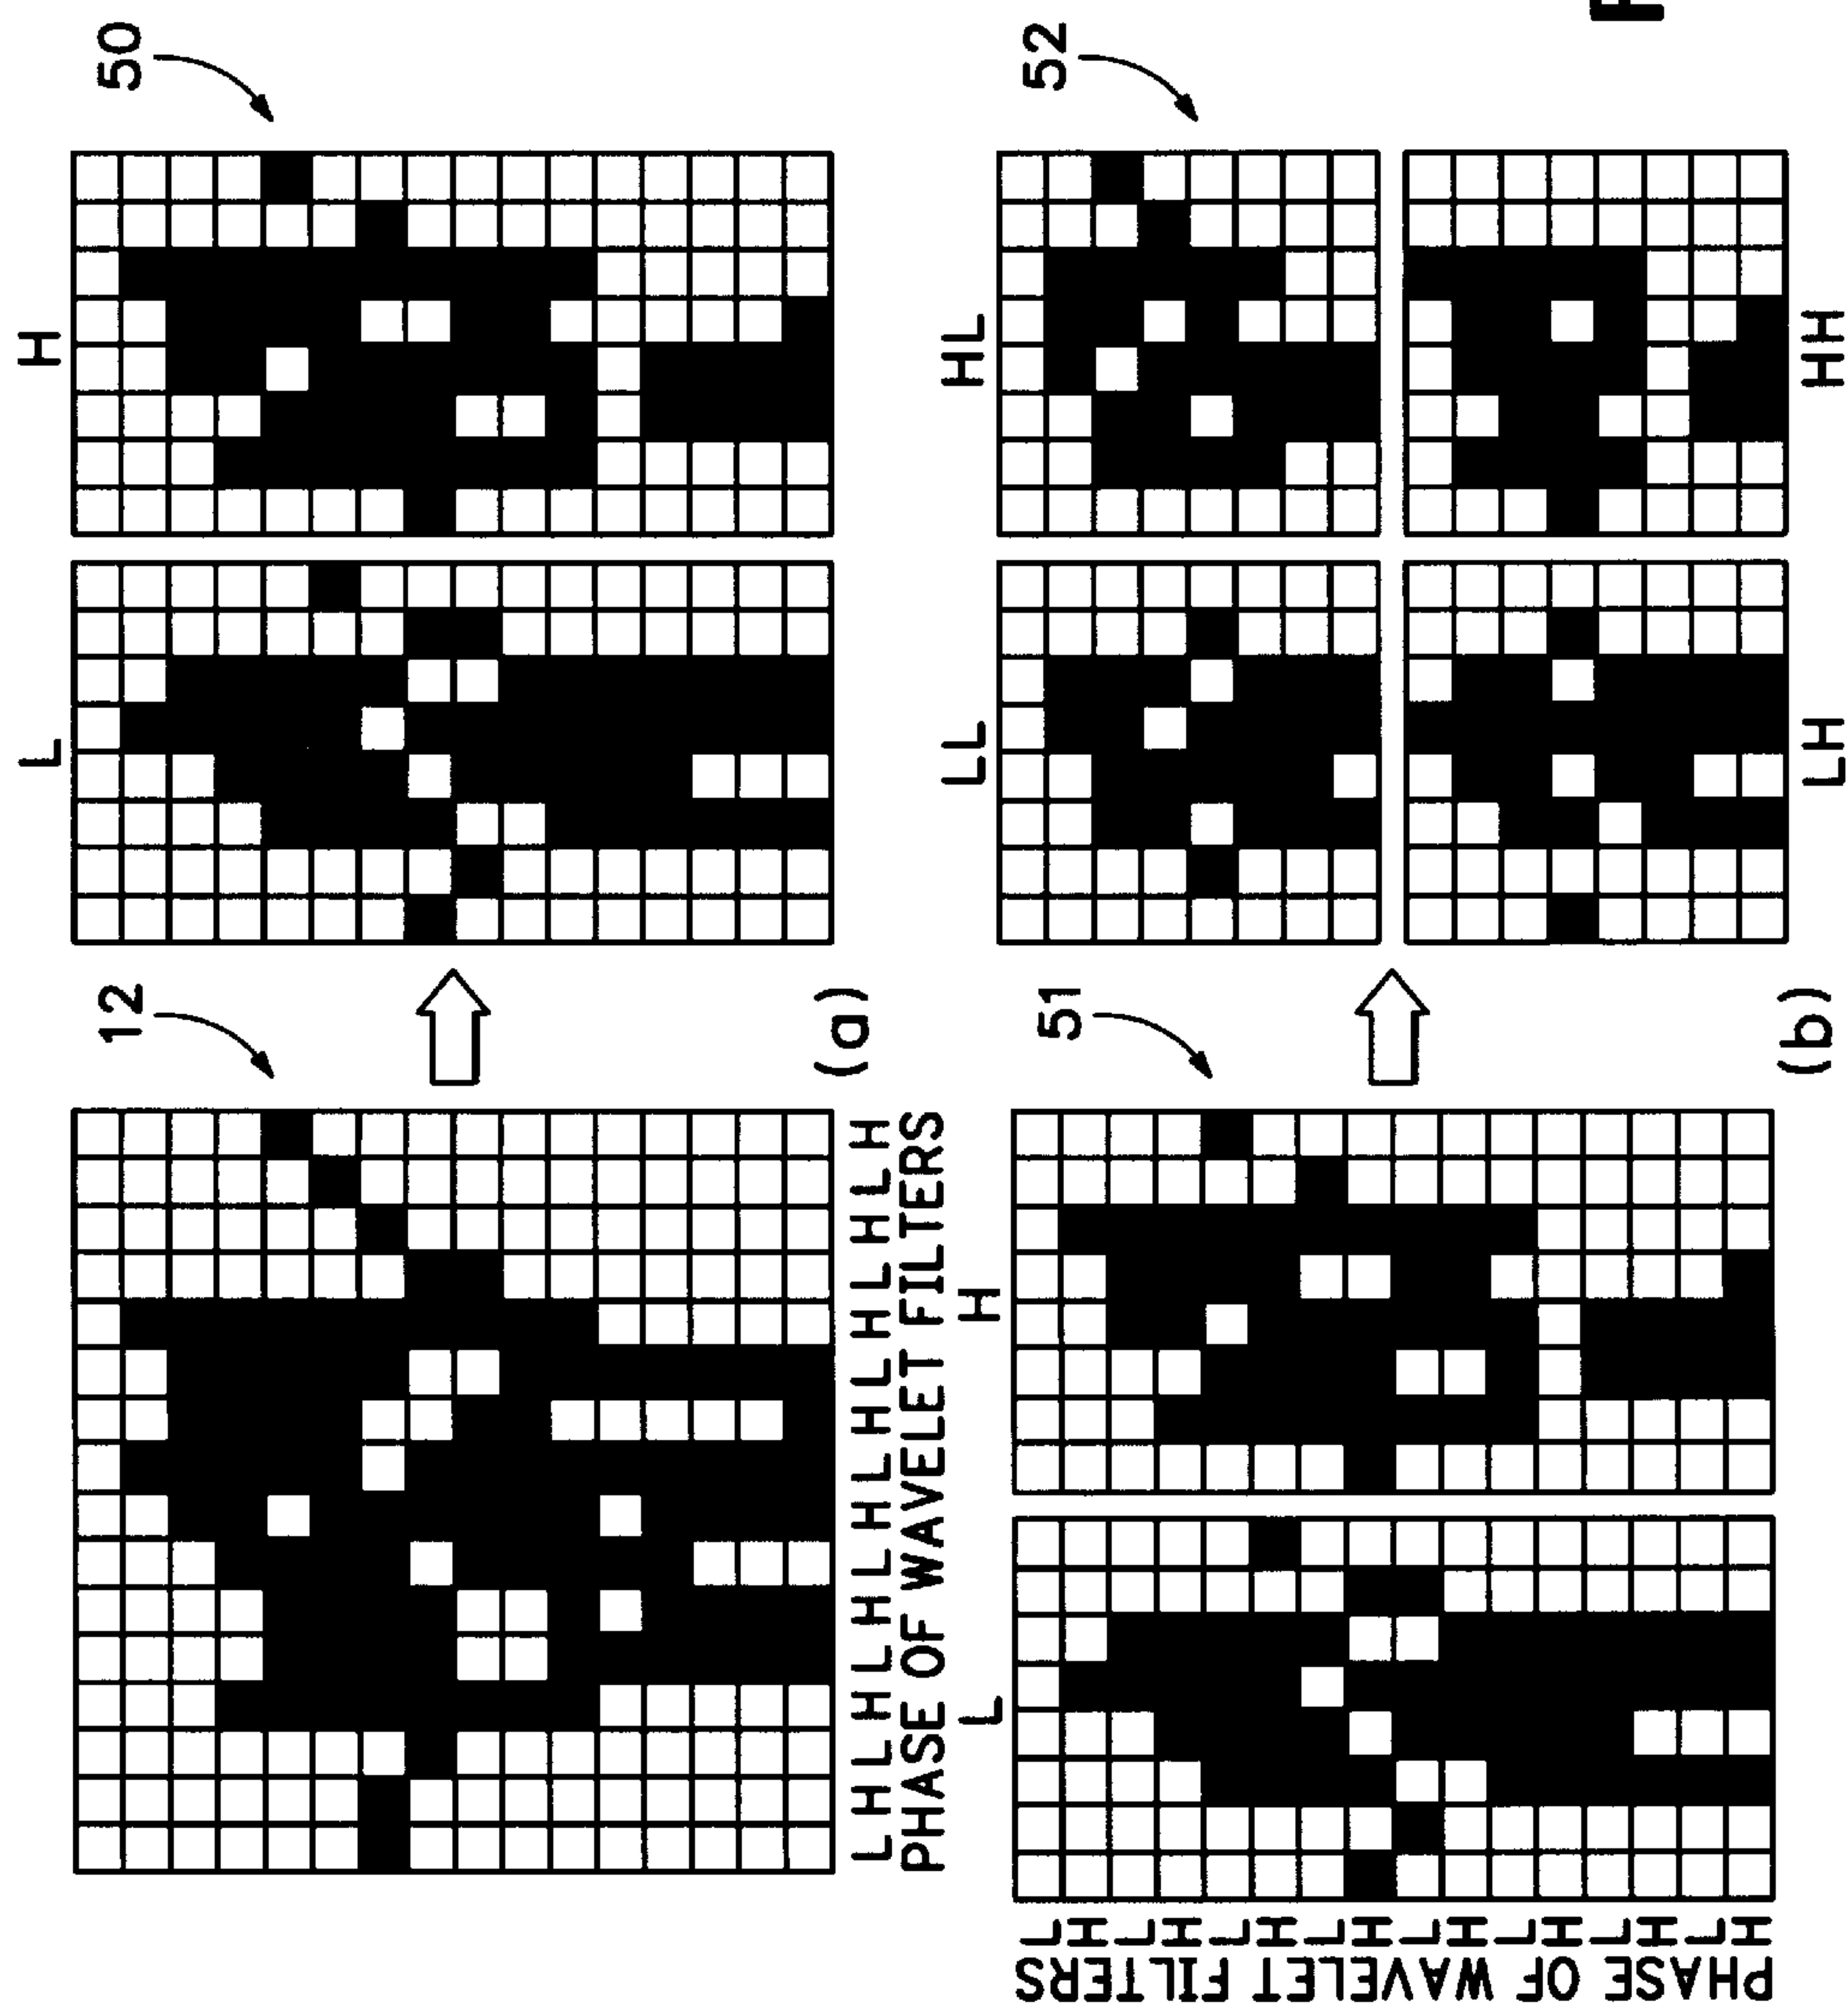 L H
12 50
(a)
L H L H L H L H L H L H L H L H
PHASE OF WAVELET FILTERS
L H LL HL
51 52
PHASE OF WAVELET FILTERS
L H L H L H L H L H L H L H L H
(b)
LH HH